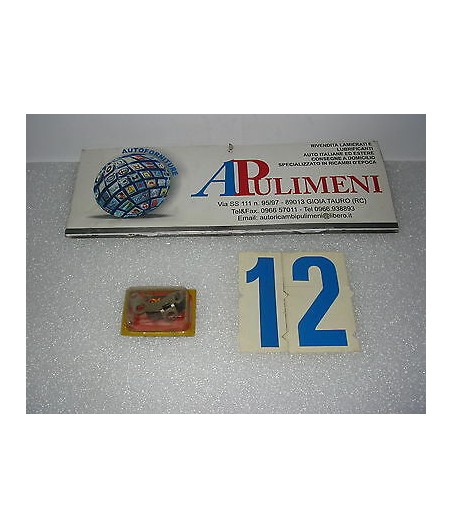 AUTOFORNITURE
RIVENDITA LAMIERATI E
LUBRIFICANTI
AUTO ITALIANE ED ESTERE
CONSEGNE A DOMICILIO
SPECIALIZZATO IN RICAMBI D'EPOCA
APULIMENI
Via SS 111 n. 95/97 - 89013 GIOIA TAURO (RC)
Tel&Fax. 0966 57011 - Tel 0966.938893
Email: autoricambipulimeni@libero.it
12